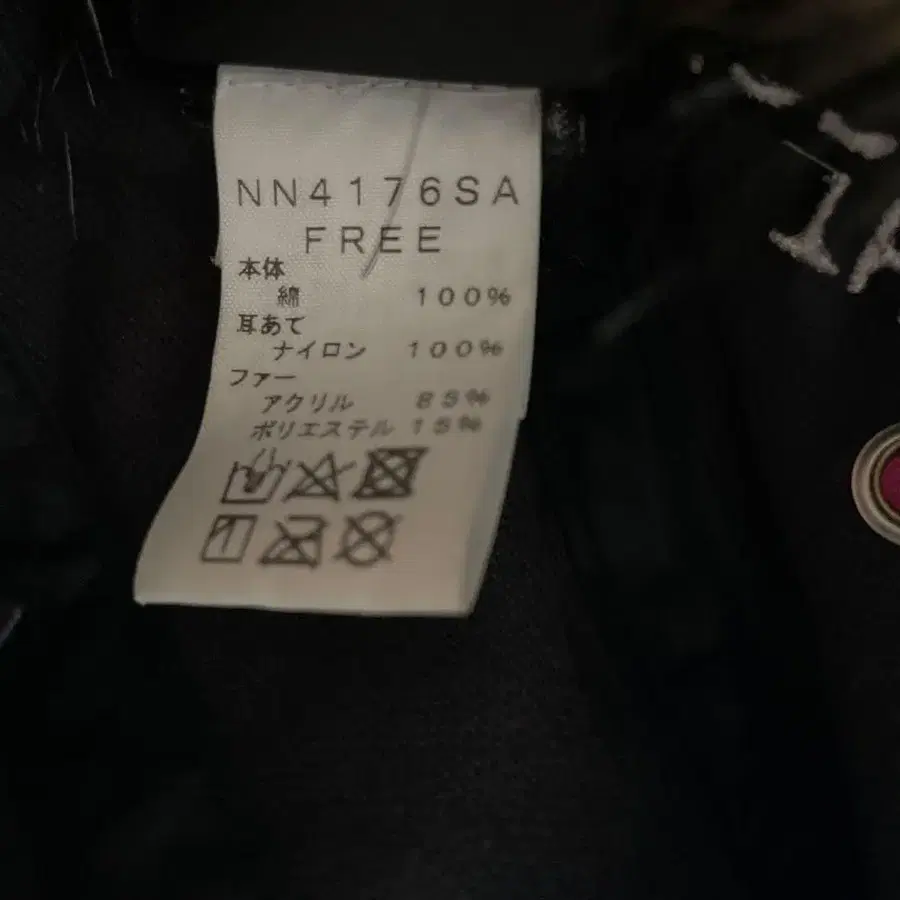 NN4176SA
FREE
本体
綿 100%
耳あて
ナイロン 100%
ファー
アクリル 85%
ポリエステル 15%